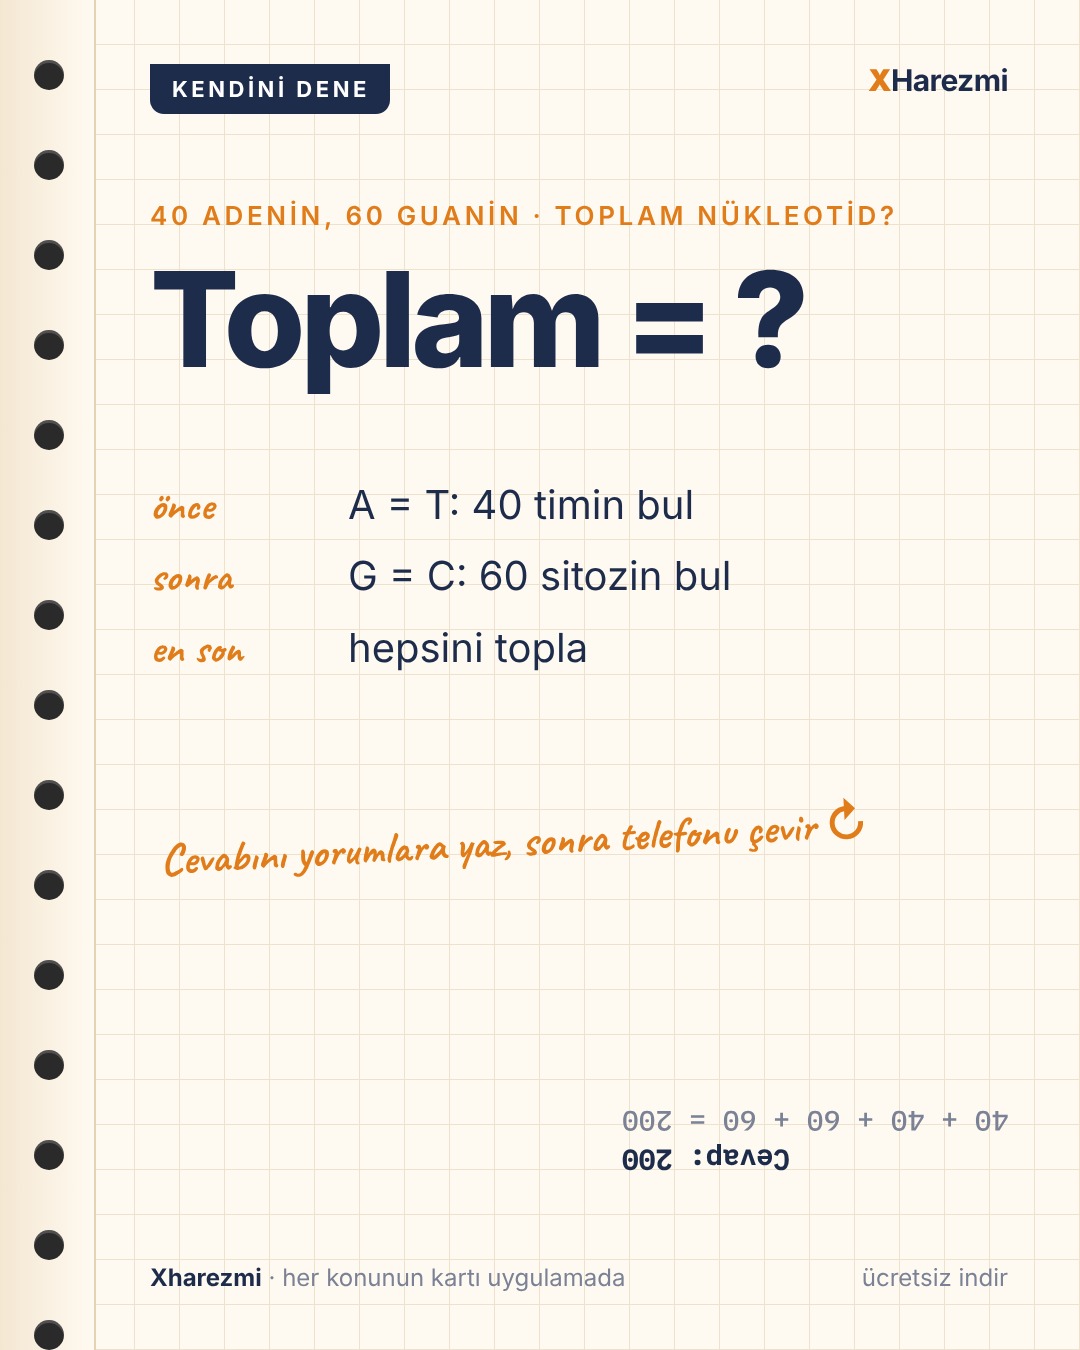 KENDİNİ DENE
XHarezmi
40 ADENİN, 60 GUANİN · TOPLAM NÜKLEOTİD?
Toplam = ?
önce A = T: 40 timin bul
sonra G = C: 60 sitozin bul
en son hepsini topla
Cevabını yorumlara yaz, sonra telefonu çevir ↻
Cevap: 200
40 + 40 + 60 + 60 = 200
Xharezmi · her konunun kartı uygulamada
ücretsiz indir